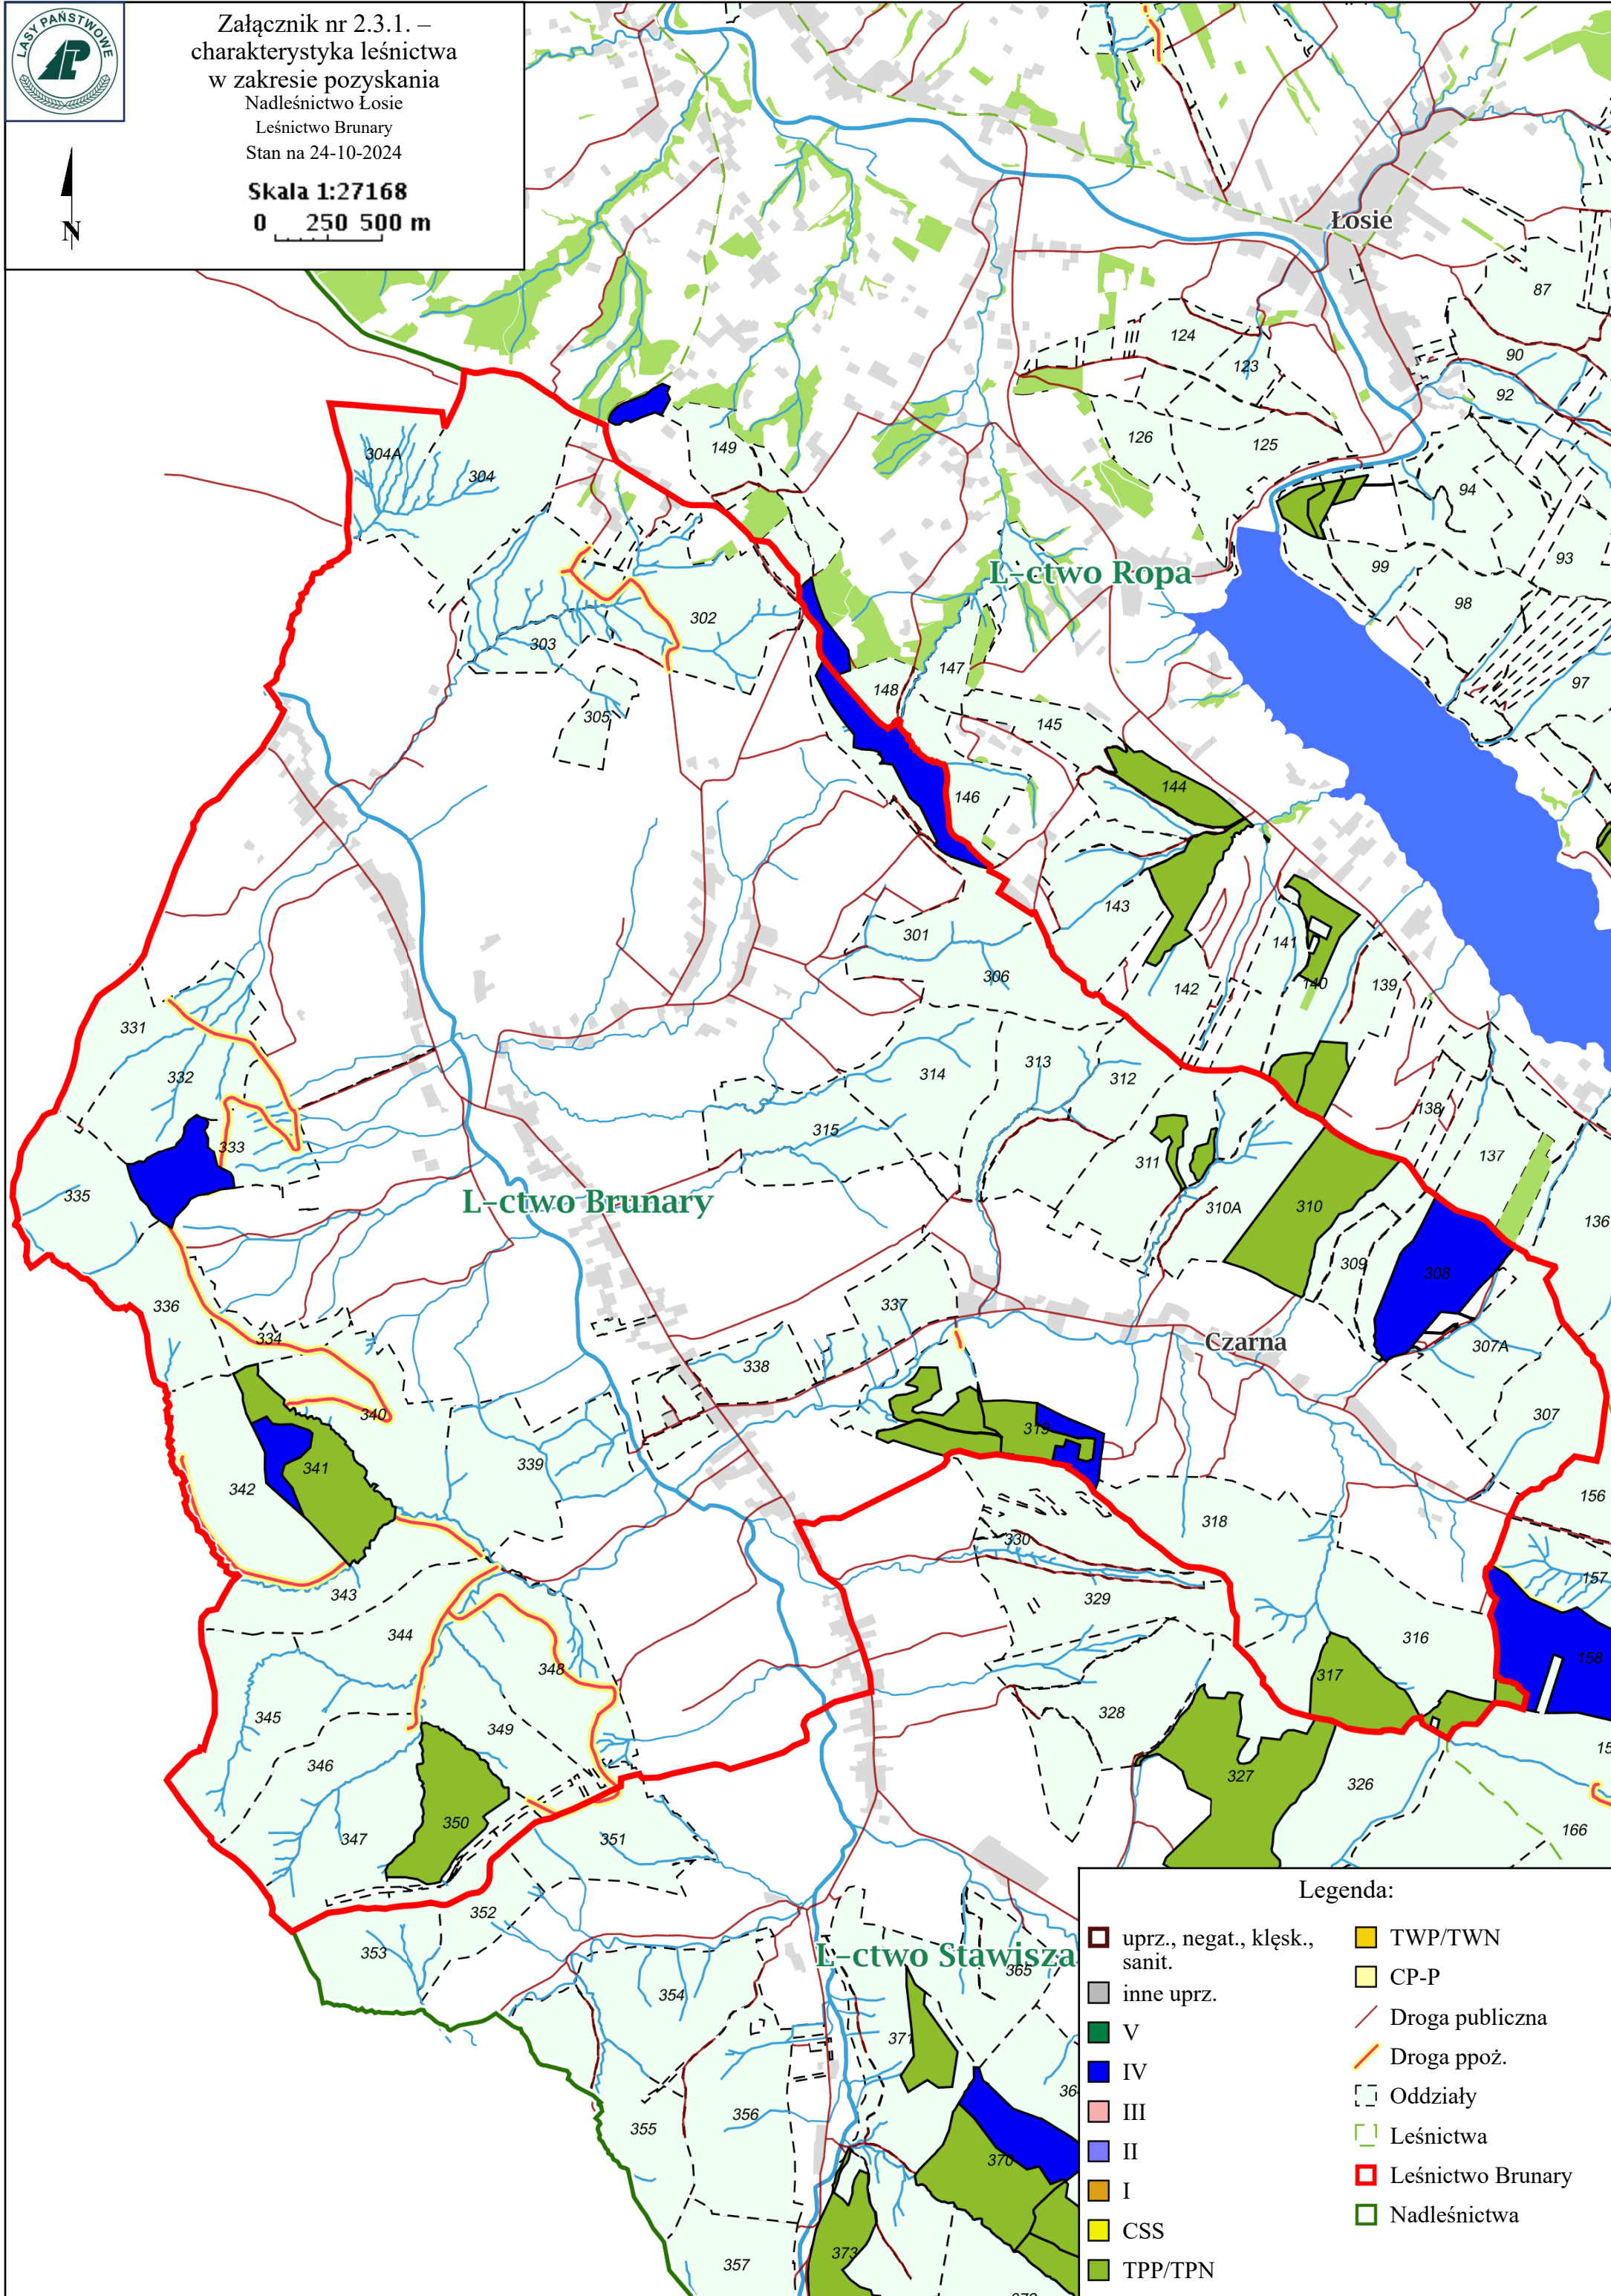 LASY PAŃSTWOWE
Załącznik nr 2.3.1. –
charakterystyka leśnictwa
w zakresie pozyskania
Nadleśnictwo Łosie
Leśnictwo Brunary
Stan na 24-10-2024
Skala 1:27168
0 250 500 m
N
Łosie
87
124
123
90
92
126
125
149
304A
304
94
93
99
98
L-ctwo Ropa
302
303
147
148
97
305
145
144
146
143
301
141
306
142
140
139
331
332
314
313
312
138
315
333
311
137
335
L-ctwo Brunary
310A
310
136
309
308
336
337
334
Czarna
307A
338
340
307
319
339
341
342
156
318
330
343
157
329
344
316
348
158
317
345
349
328
346
15
327
326
350
347
351
166
352
353
L-ctwo Stawisza
365
354
371
36
356
355
370
373
357
Legenda:
uprz., negat., klęsk.,
sanit.
inne uprz.
V
IV
III
II
I
CSS
TPP/TPN
TWP/TWN
CP-P
Droga publiczna
Droga ppoż.
Oddziały
Leśnictwa
Leśnictwo Brunary
Nadleśnictwa